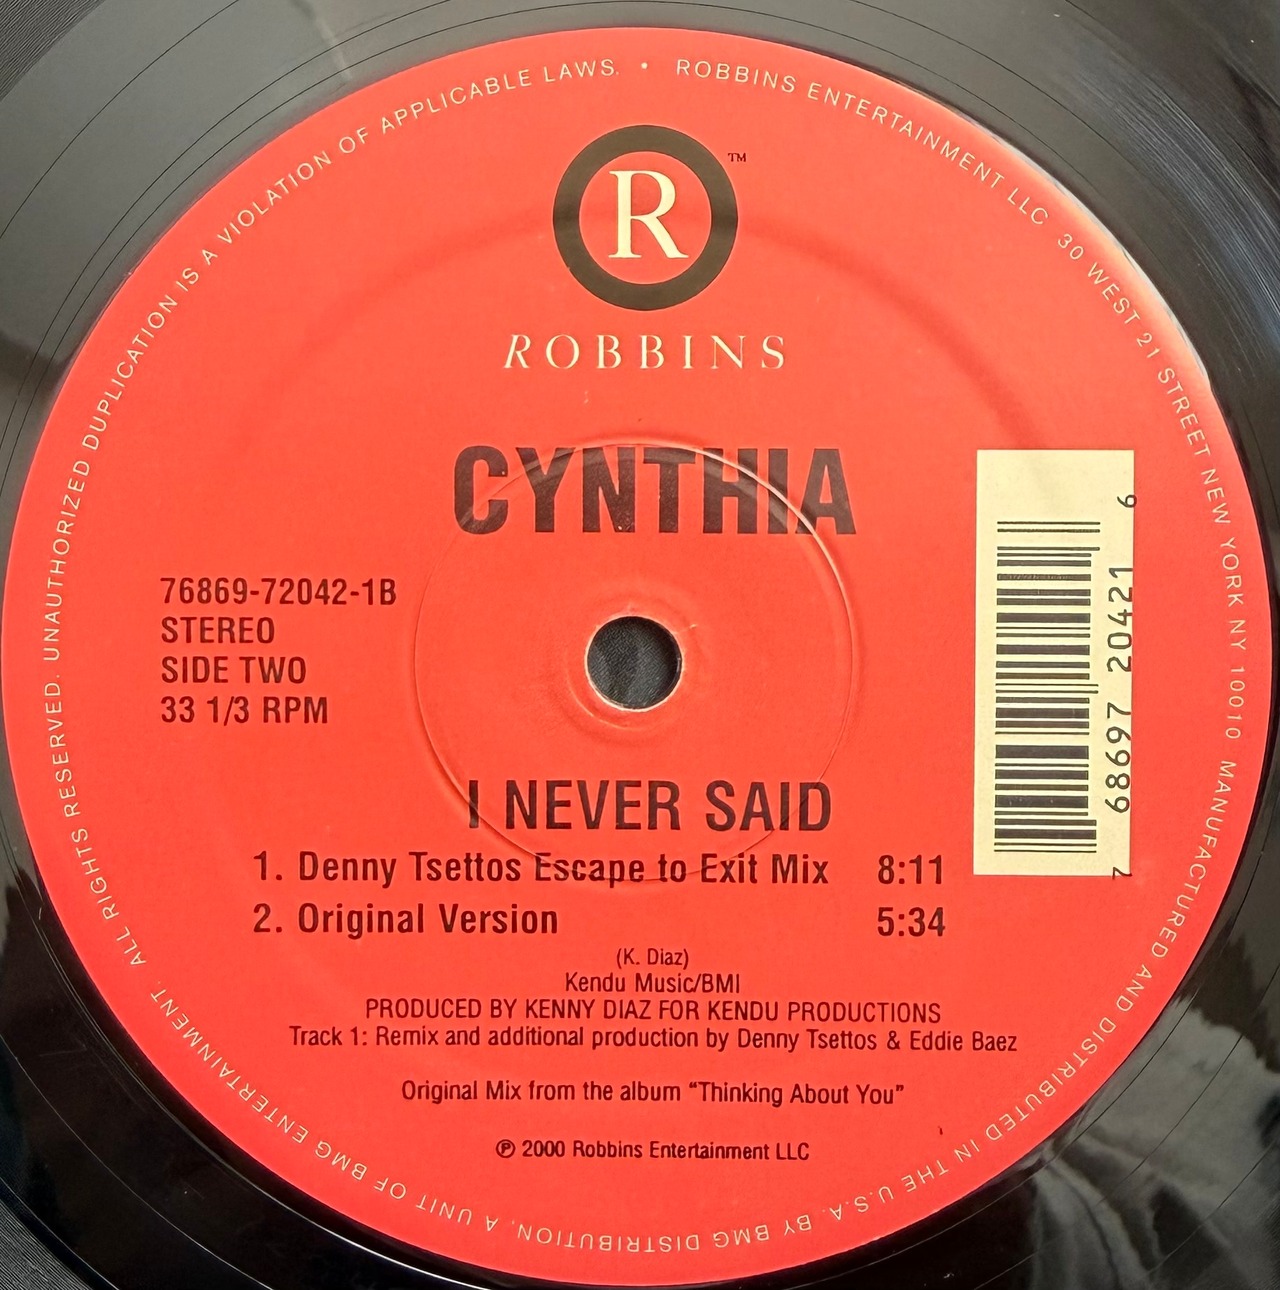 R™
ROBBINS
CYNTHIA
76869-72042-1B
STEREO
SIDE TWO
33 1/3 RPM
7 68697 20421 6
I NEVER SAID
1. Denny Tsettos Escape to Exit Mix 8:11
2. Original Version 5:34
(K. Diaz)
Kendu Music/BMI
PRODUCED BY KENNY DIAZ FOR KENDU PRODUCTIONS
Track 1: Remix and additional production by Denny Tsettos & Eddie Baez
Original Mix from the album “Thinking About You”
℗ 2000 Robbins Entertainment LLC
• ROBBINS ENTERTAINMENT LLC 30 WEST 21 STREET NEW YORK NY 10010 MANUFACTURED AND DISTRIBUTED IN THE U.S.A. BY BMG DISTRIBUTION, A UNIT OF BMG ENTERTAINMENT. ALL RIGHTS RESERVED. UNAUTHORIZED DUPLICATION IS A VIOLATION OF APPLICABLE LAWS.